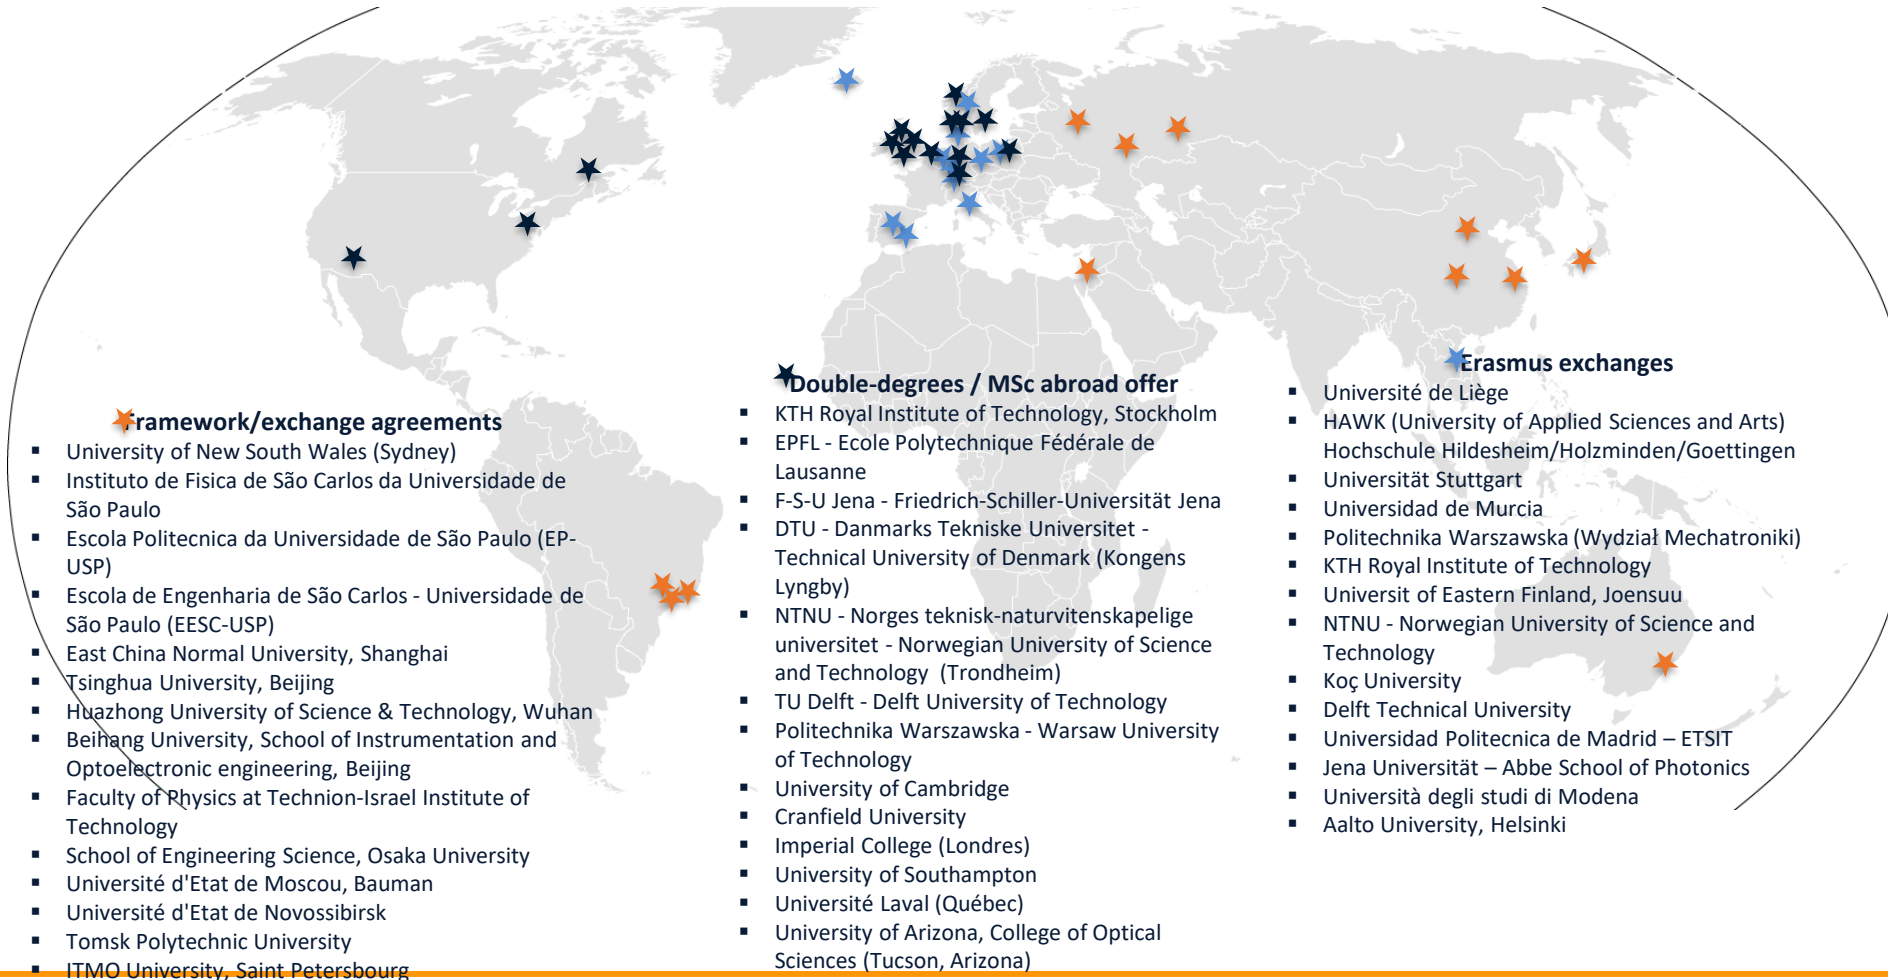 Framework/exchange agreements
University of New South Wales (Sydney)
Instituto de Fisica de São Carlos da Universidade de
São Paulo
Escola Politecnica da Universidade de São Paulo (EP-
USP)
Escola de Engenharia de São Carlos - Universidade de
São Paulo (EESC-USP)
East China Normal University, Shanghai
Tsinghua University, Beijing
Huazhong University of Science & Technology, Wuhan
Beihang University, School of Instrumentation and
Optoelectronic engineering, Beijing
Faculty of Physics at Technion-Israel Institute of
Technology
School of Engineering Science, Osaka University
Université d'Etat de Moscou, Bauman
Université d'Etat de Novossibirsk
Tomsk Polytechnic University
ITMO University, Saint Petersbourg
Double-degrees / MSc abroad offer
KTH Royal Institute of Technology, Stockholm
EPFL - Ecole Polytechnique Fédérale de
Lausanne
F-S-U Jena - Friedrich-Schiller-Universität Jena
DTU - Danmarks Tekniske Universitet -
Technical University of Denmark (Kongens
Lyngby)
NTNU - Norges teknisk-naturvitenskapelige
universitet - Norwegian University of Science
and Technology (Trondheim)
TU Delft - Delft University of Technology
Politechnika Warszawska - Warsaw University
of Technology
University of Cambridge
Cranfield University
Imperial College (Londres)
University of Southampton
Université Laval (Québec)
University of Arizona, College of Optical
Sciences (Tucson, Arizona)
Erasmus exchanges
Université de Liège
HAWK (University of Applied Sciences and Arts)
Hochschule Hildesheim/Holzminden/Goettingen
Universität Stuttgart
Universidad de Murcia
Politechnika Warszawska (Wydział Mechatroniki)
KTH Royal Institute of Technology
Universit of Eastern Finland, Joensuu
NTNU - Norwegian University of Science and
Technology
Koç University
Delft Technical University
Universidad Politecnica de Madrid – ETSIT
Jena Universität – Abbe School of Photonics
Università degli studi di Modena
Aalto University, Helsinki